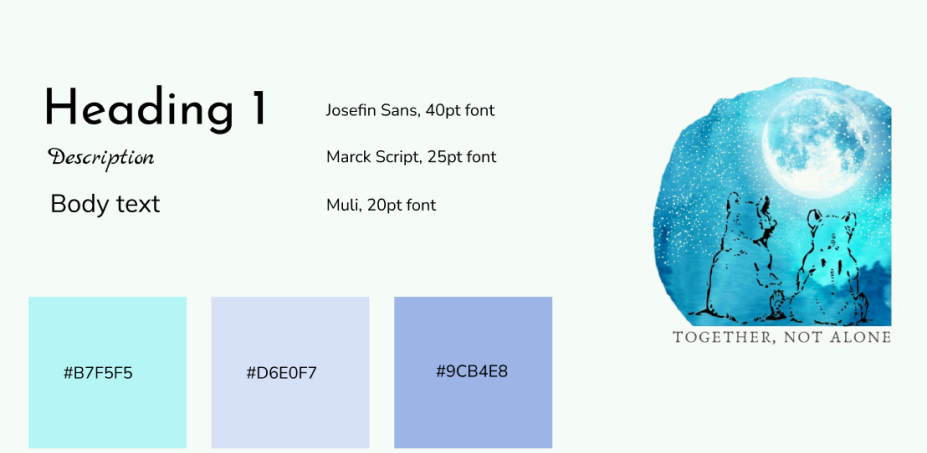 Heading 1
Josefin Sans, 40pt font
Description
Marck Script, 25pt font
Body text
Muli, 20pt font
#B7F5F5
#D6E0F7
#9CB4E8
TOGETHER, NOT ALONE